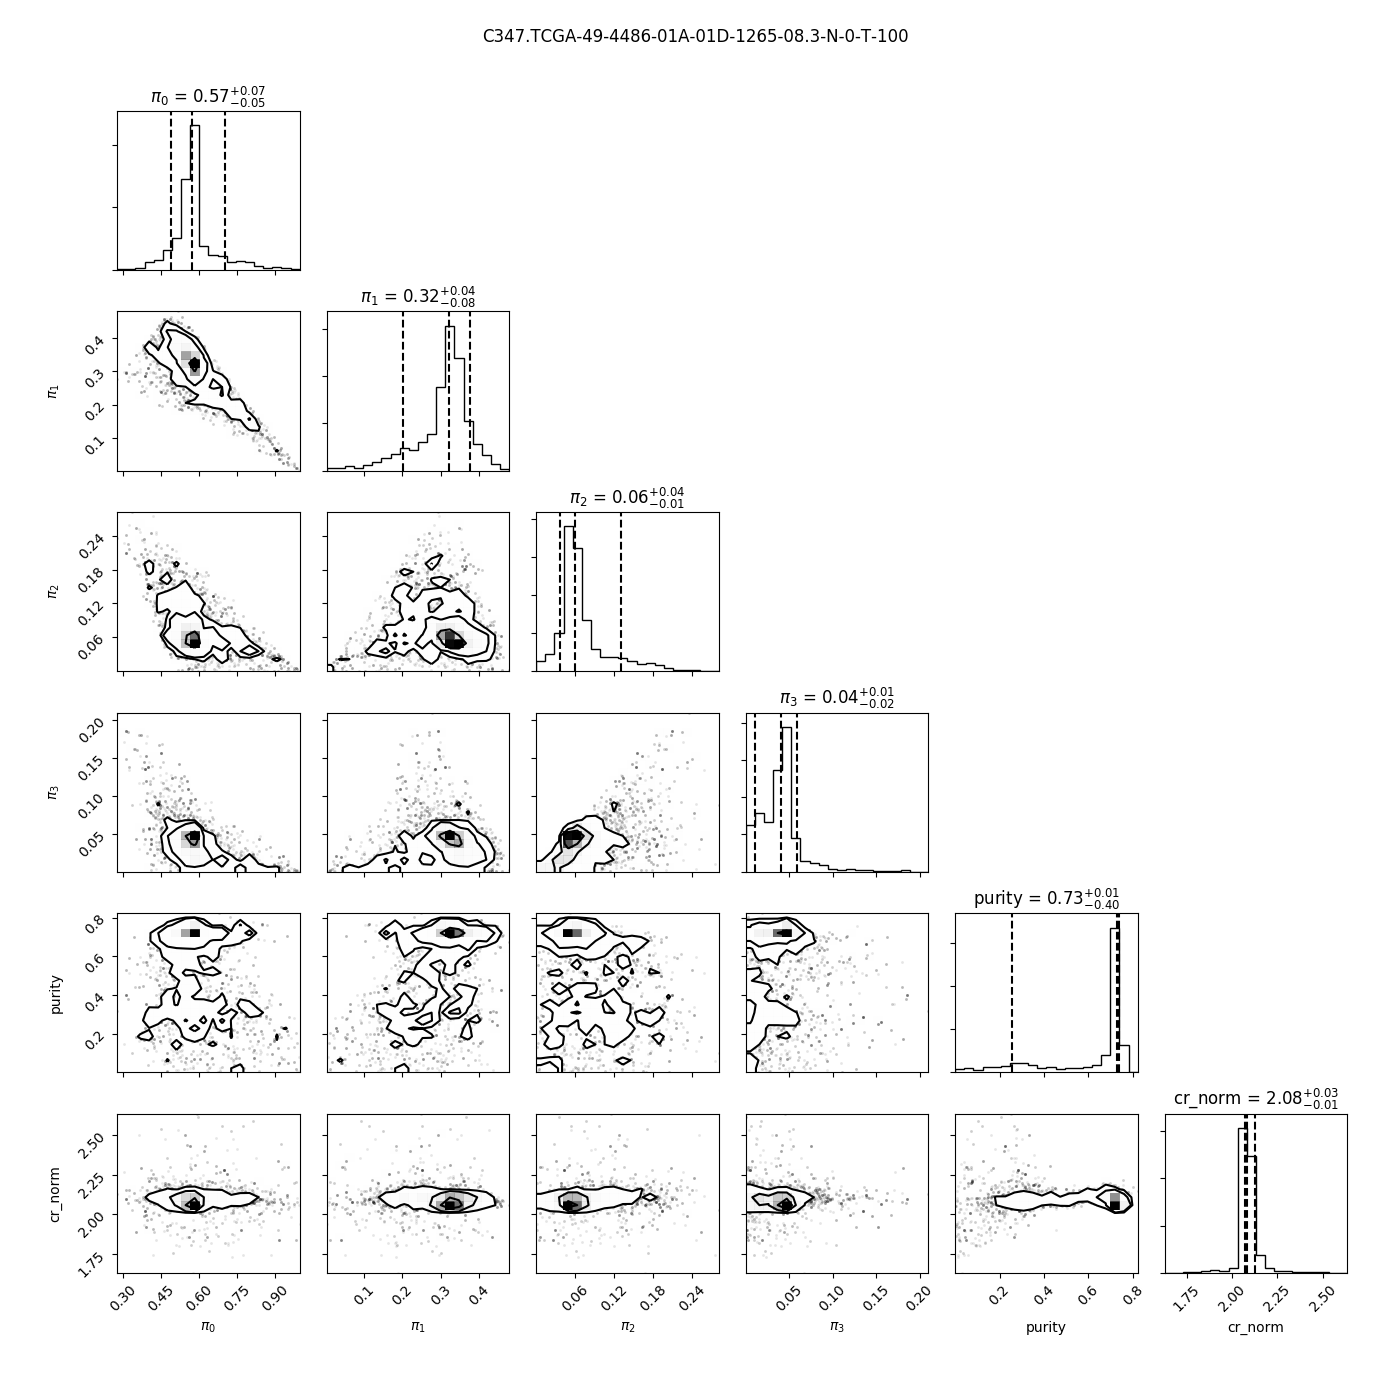 C347.TCGA-49-4486-01A-01D-1265-08.3-N-0-T-100
π₀ = 0.57+0.07−0.05
π₁ = 0.32+0.04−0.08
0.4
0.3
0.2
0.1
π₁
π₂ = 0.06+0.04−0.01
0.24
0.18
0.12
0.06
π₂
π₃ = 0.04+0.01−0.02
0.20
0.15
0.10
0.05
π₃
purity = 0.73+0.01−0.40
0.8
0.6
0.4
0.2
purity
cr_norm = 2.08+0.03−0.01
2.50
2.25
2.00
1.75
cr_norm
0.30 0.45 0.60 0.75 0.90 0.1 0.2 0.3 0.4 0.06 0.12 0.18 0.24 0.05 0.10 0.15 0.20 0.2 0.4 0.6 0.8 1.75 2.00 2.25 2.50
π₀ π₁ π₂ π₃ purity cr_norm